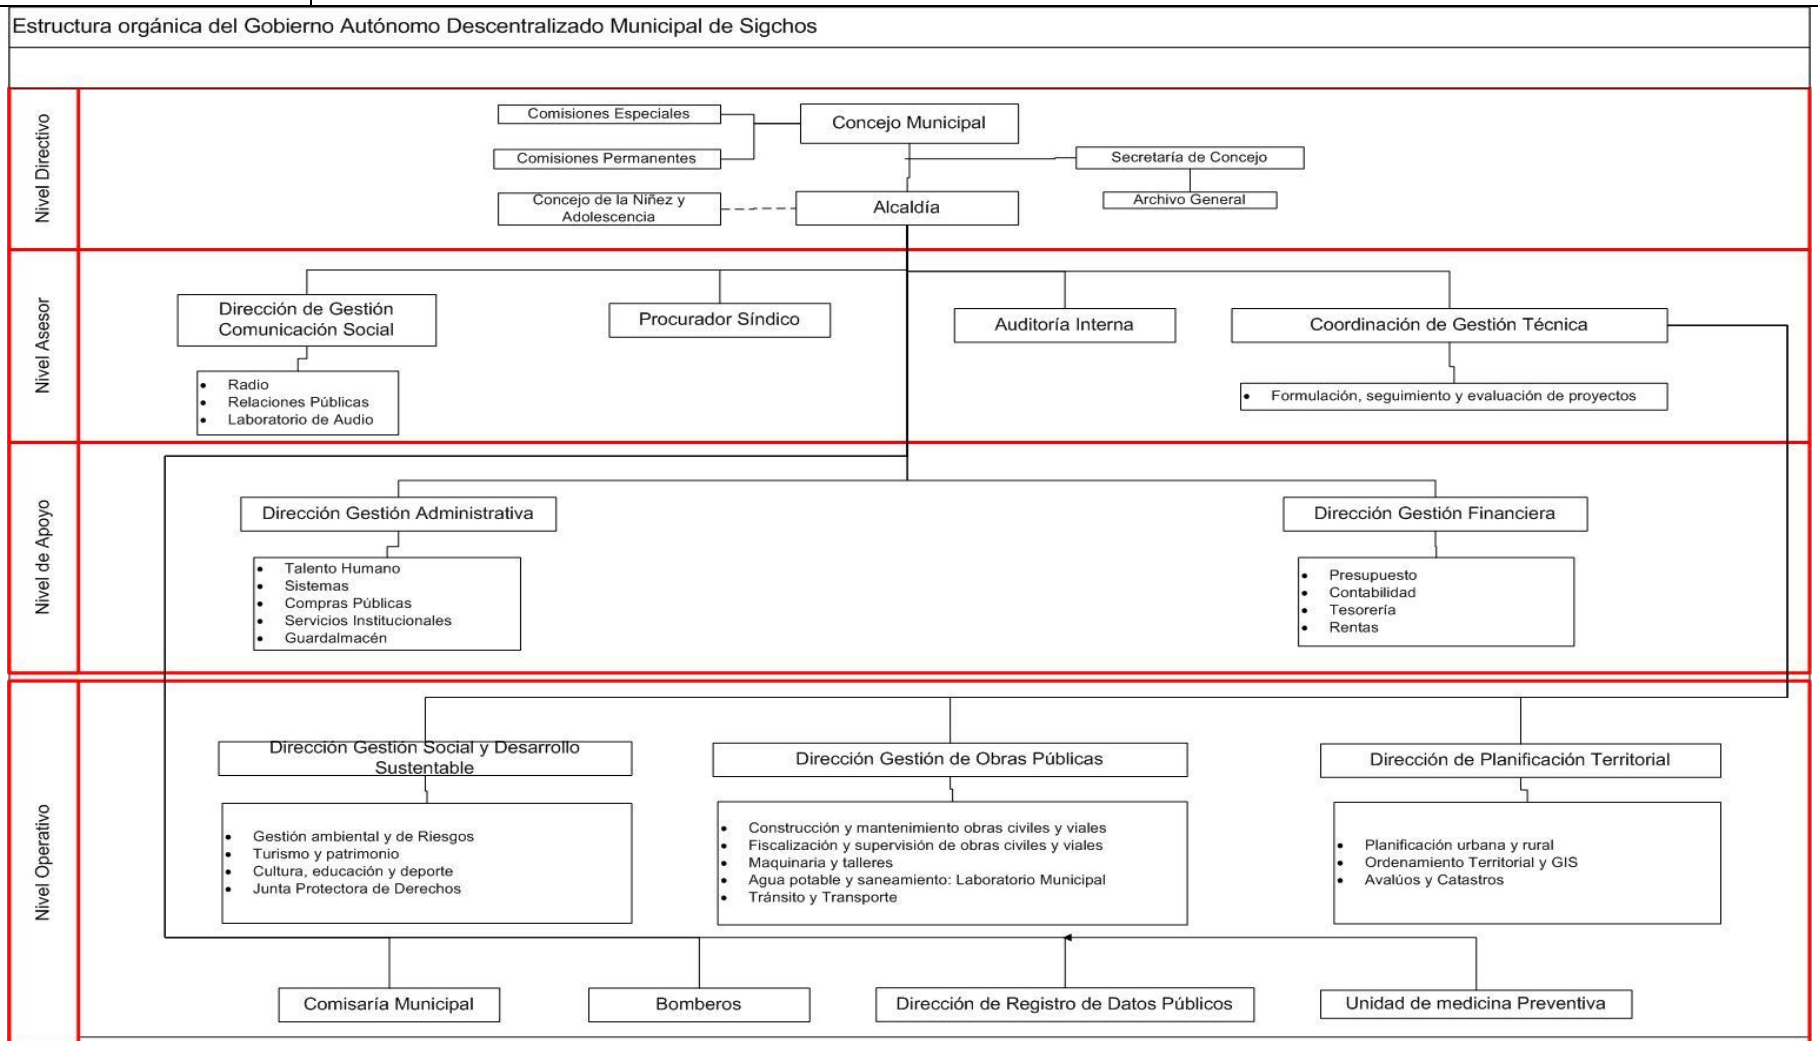 Estructura orgánica del Gobierno Autónomo Descentralizado Municipal de Sigchos
Nivel Directivo
Comisiones Especiales
Concejo Municipal
Comisiones Permanentes
Secretaría de Concejo
Concejo de la Niñez y
Adolescencia
Alcaldía
Archivo General
Nivel Asesor
Dirección de Gestión
Comunicación Social
Procurador Síndico
Auditoría Interna
Coordinación de Gestión Técnica
• Radio
• Relaciones Públicas
• Laboratorio de Audio
• Formulación, seguimiento y evaluación de proyectos
Nivel de Apoyo
Dirección Gestión Administrativa
Dirección Gestión Financiera
• Talento Humano
• Sistemas
• Compras Públicas
• Servicios Institucionales
• Guardalmacén
• Presupuesto
• Contabilidad
• Tesorería
• Rentas
Nivel Operativo
Dirección Gestión Social y Desarrollo
Sustentable
Dirección Gestión de Obras Públicas
Dirección de Planificación Territorial
• Gestión ambiental y de Riesgos
• Turismo y patrimonio
• Cultura, educación y deporte
• Junta Protectora de Derechos
• Construcción y mantenimiento obras civiles y viales
• Fiscalización y supervisión de obras civiles y viales
• Maquinaria y talleres
• Agua potable y saneamiento: Laboratorio Municipal
• Tránsito y Transporte
• Planificación urbana y rural
• Ordenamiento Territorial y GIS
• Avalúos y Catastros
Comisaría Municipal
Bomberos
Dirección de Registro de Datos Públicos
Unidad de medicina Preventiva